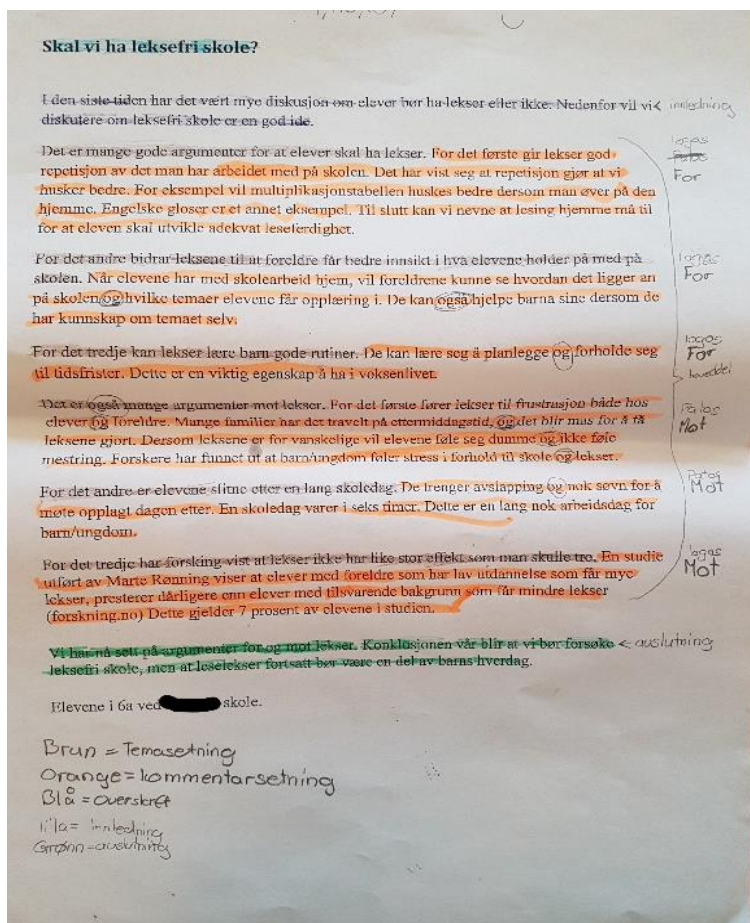 Skal vi ha leksefri skole?
I den siste tiden har det vært mye diskusjon om elever bør ha lekser eller ikke. Nedenfor vil vi < innledning
diskutere om leksefri skole er en god ide.
Det er mange gode argumenter for at elever skal ha lekser. For det første gir lekser god logos
repetisjon av det man har arbeidet med på skolen. Det har vist seg at repetisjon gjør at vi
husker bedre. For eksempel vil multiplikasjonstabellen huskes bedre dersom man øver på den For
hjemme. Engelske gloser er et annet eksempel. Til slutt kan vi nevne at lesing hjemme må til
for at eleven skal utvikle adekvat leseferdighet.
For det andre bidrar leksene til at foreldre får bedre innsikt i hva elevene holder på med på logos
skolen. Når elevene har med skolearbeid hjem, vil foreldrene kunne se hvordan det ligger an For
på skolen og hvilke temaer elevene får opplæring i. De kan også hjelpe barna sine dersom de
har kunnskap om temaet selv.
logos
For det tredje kan lekser lære barn gode rutiner. De kan lære seg å planlegge og forholde seg For
til tidsfrister. Dette er en viktig egenskap å ha i voksenlivet. hoveddel
Det er også mange argumenter mot lekser. For det første fører lekser til frustrasjon både hos
elever og foreldre. Mange familier har det travelt på ettermiddagstid, og det blir mas for å få Patos
leksene gjort. Dersom leksene er for vanskelige vil elevene føle seg dumme og ikke føle Mot
mestring. Forskere har funnet ut at barn/ungdom føler stress i forhold til skole og lekser.
For det andre er elevene slitne etter en lang skoledag. De trenger avslapping og nok søvn for å Patos
møte opplagt dagen etter. En skoledag varer i seks timer. Dette er en lang nok arbeidsdag for Mot
barn/ungdom.
For det tredje har forsking vist at lekser ikke har like stor effekt som man skulle tro. En studie logos
utført av Marte Rønning viser at elever med foreldre som har lav utdannelse som får mye Mot
lekser, presterer dårligere enn elever med tilsvarende bakgrunn som får mindre lekser
(forskning.no) Dette gjelder 7 prosent av elevene i studien.
Vi har nå sett på argumenter for og mot lekser. Konklusjonen vår blir at vi bør forsøke < avslutning
leksefri skole, men at leselekser fortsatt bør være en del av barns hverdag.
Elevene i 6a ved skole.
Brun = Temasetning
Orange = kommentarsetning
Blå = overskrift
lila = innledning
Grønn = avslutning